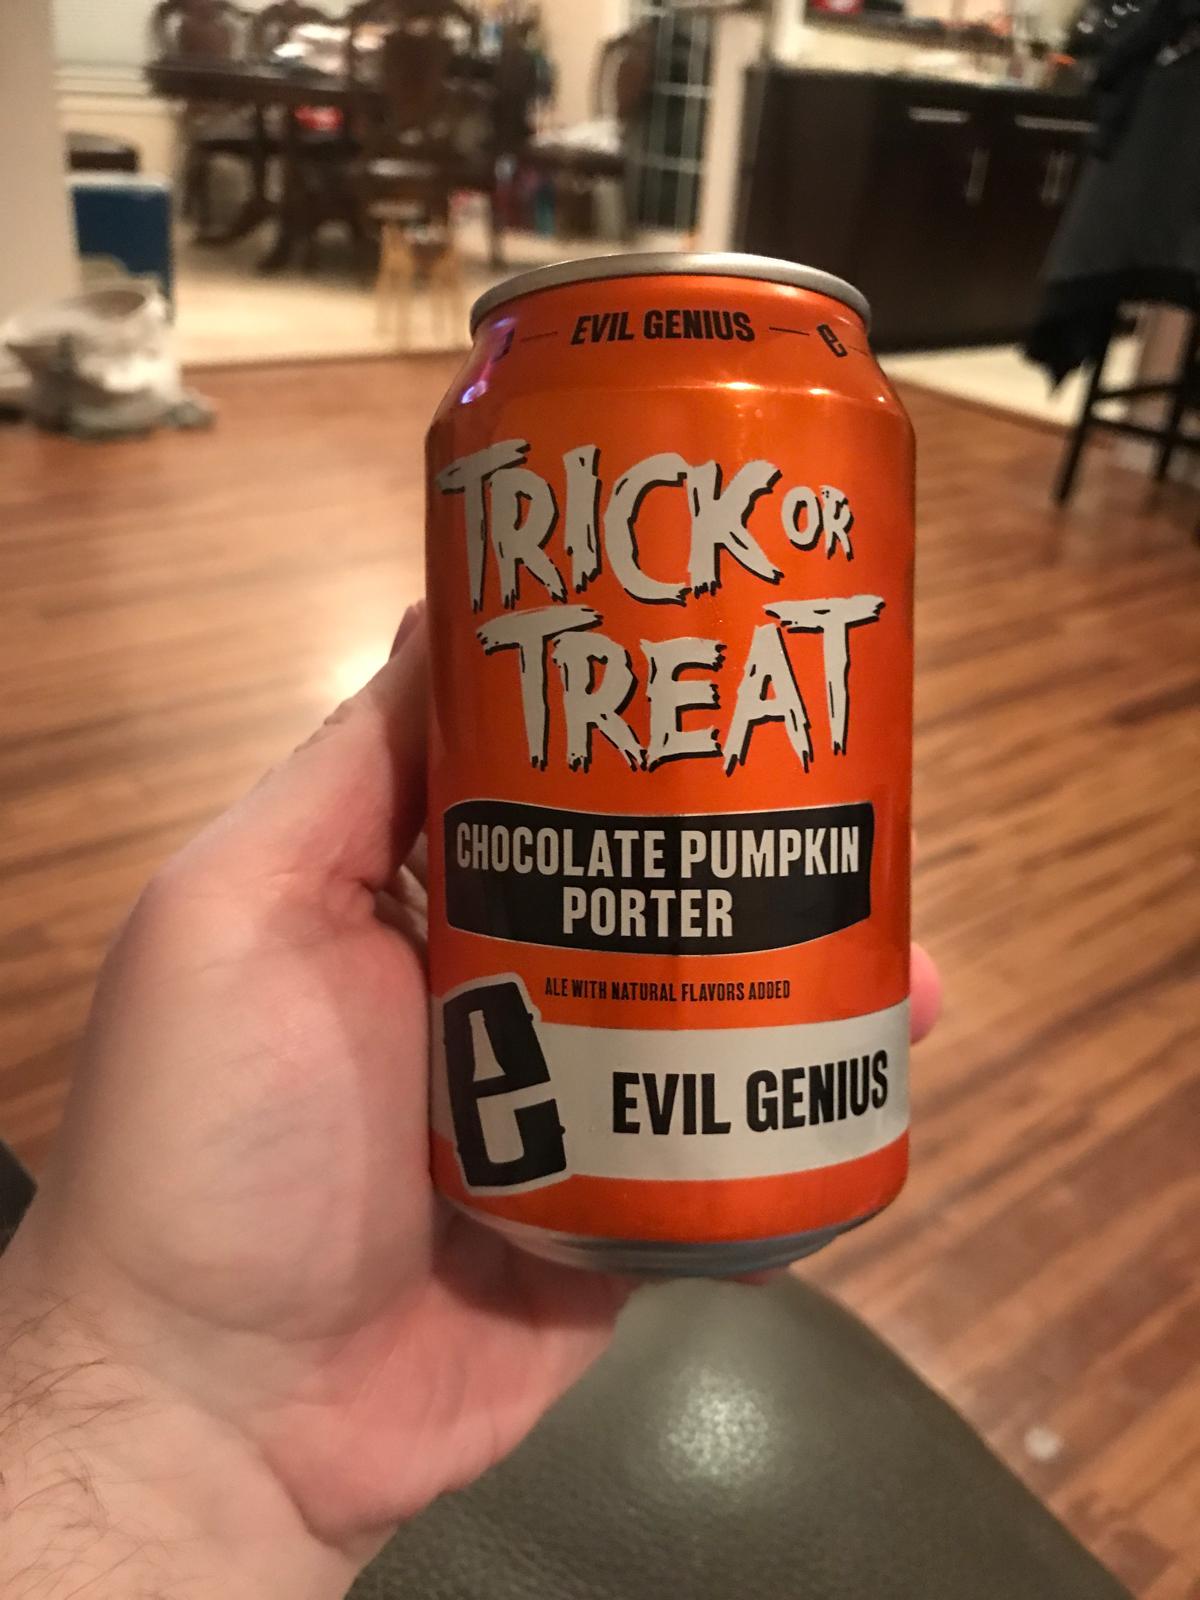 e EVIL GENIUS e
TRICK OR
TREAT
CHOCOLATE PUMPKIN
PORTER
ALE WITH NATURAL FLAVORS ADDED
e EVIL GENIUS